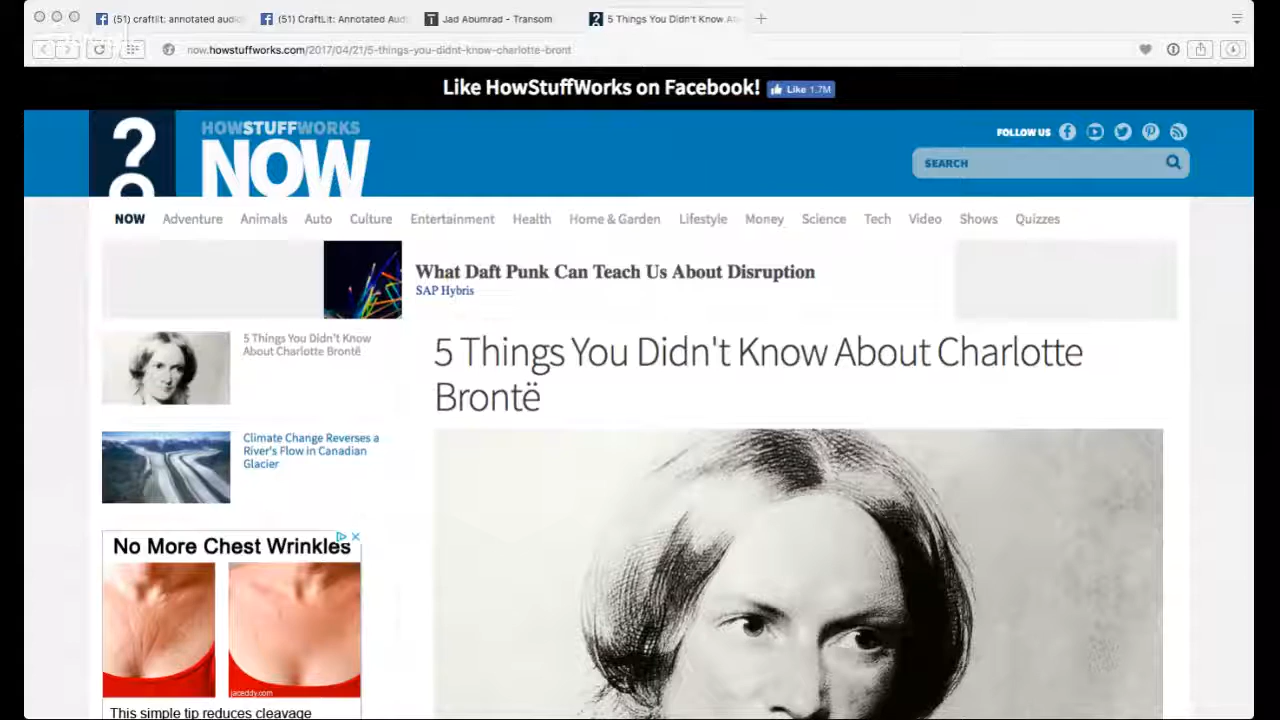 (51) craftlit: annotated audio
(51) CraftLit: Annotated Aud
Jad Abumrad - Transom
5 Things You Didn't Know Ab
now.howstuffworks.com/2017/04/21/5-things-you-didnt-know-charlotte-bront
Like HowStuffWorks on Facebook!
Like 1.7M
HOWSTUFFWORKS
NOW
FOLLOW US
SEARCH
NOW Adventure Animals Auto Culture Entertainment Health Home & Garden Lifestyle Money Science Tech Video Shows Quizzes
What Daft Punk Can Teach Us About Disruption
SAP Hybris
5 Things You Didn't Know
About Charlotte Brontë
Climate Change Reverses a
River's Flow in Canadian
Glacier
5 Things You Didn't Know About Charlotte
Brontë
No More Chest Wrinkles
jaceddy.com
This simple tip reduces cleavage